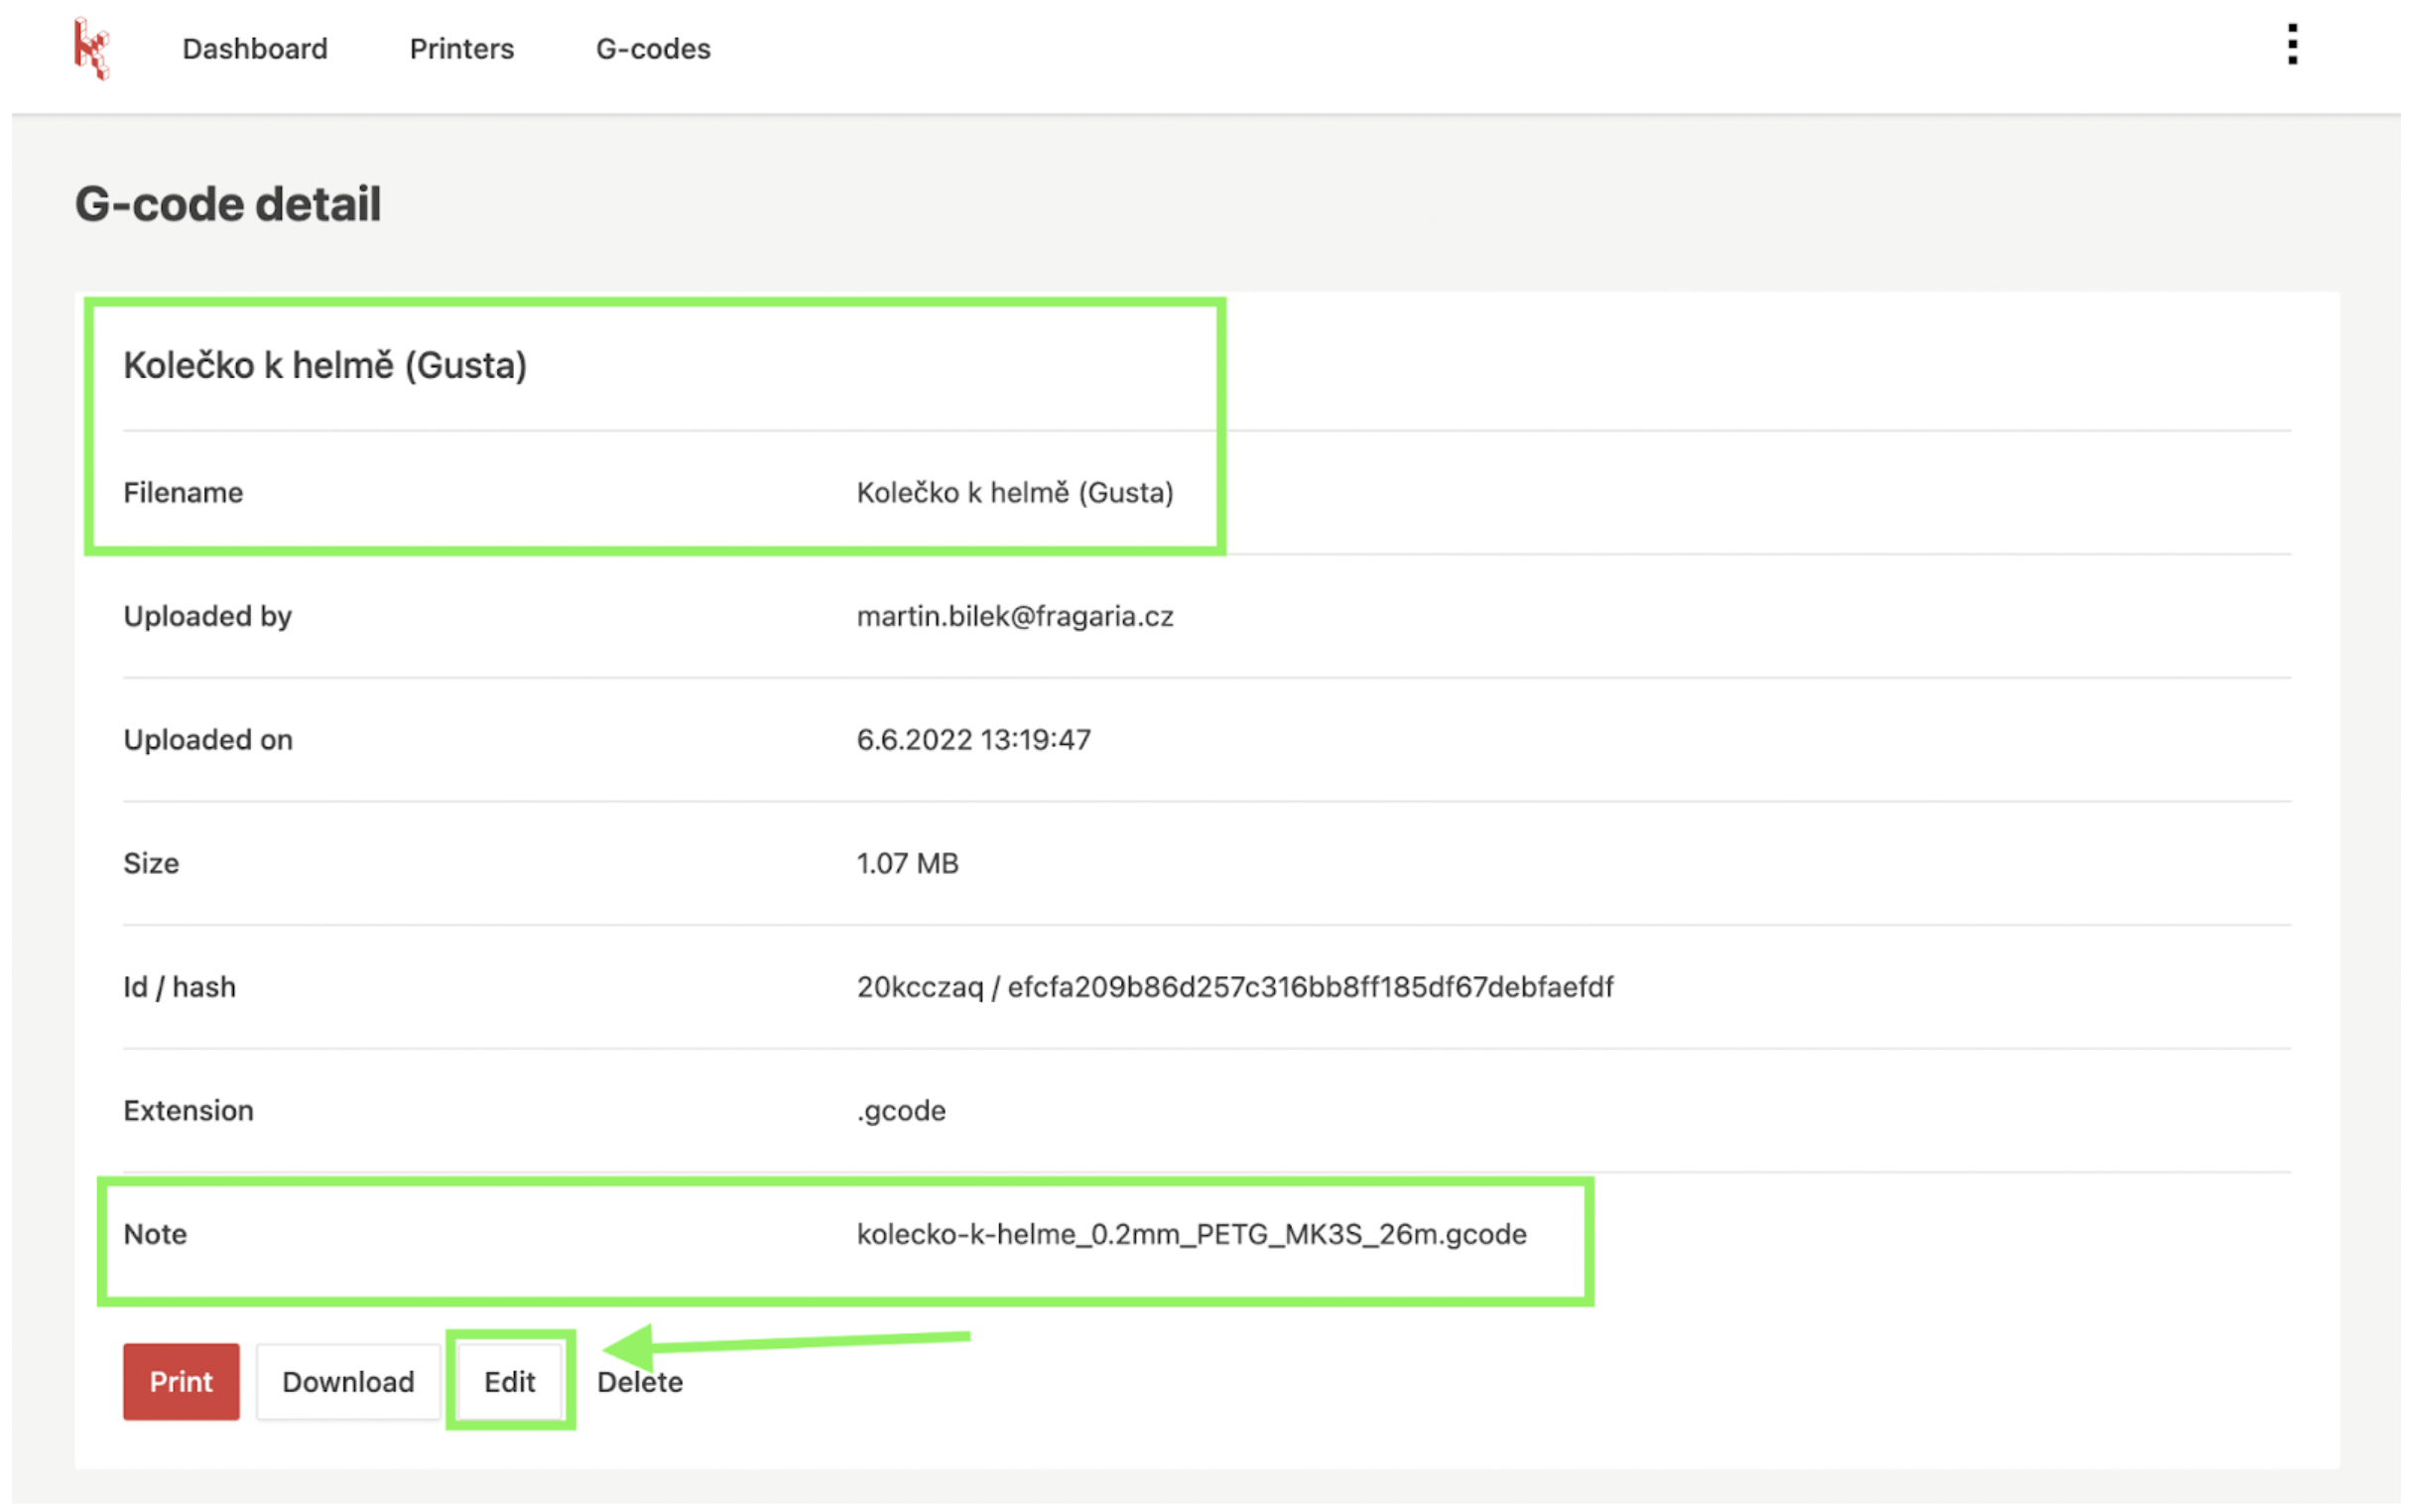 Dashboard Printers G-codes
G-code detail
Kolečko k helmě (Gusta)
Filename Kolečko k helmě (Gusta)
Uploaded by martin.bilek@fragaria.cz
Uploaded on 6.6.2022 13:19:47
Size 1.07 MB
Id / hash 20kcczaq / efcfa209b86d257c316bb8ff185df67debfaefdf
Extension .gcode
Note kolecko-k-helme_0.2mm_PETG_MK3S_26m.gcode
Print Download Edit Delete